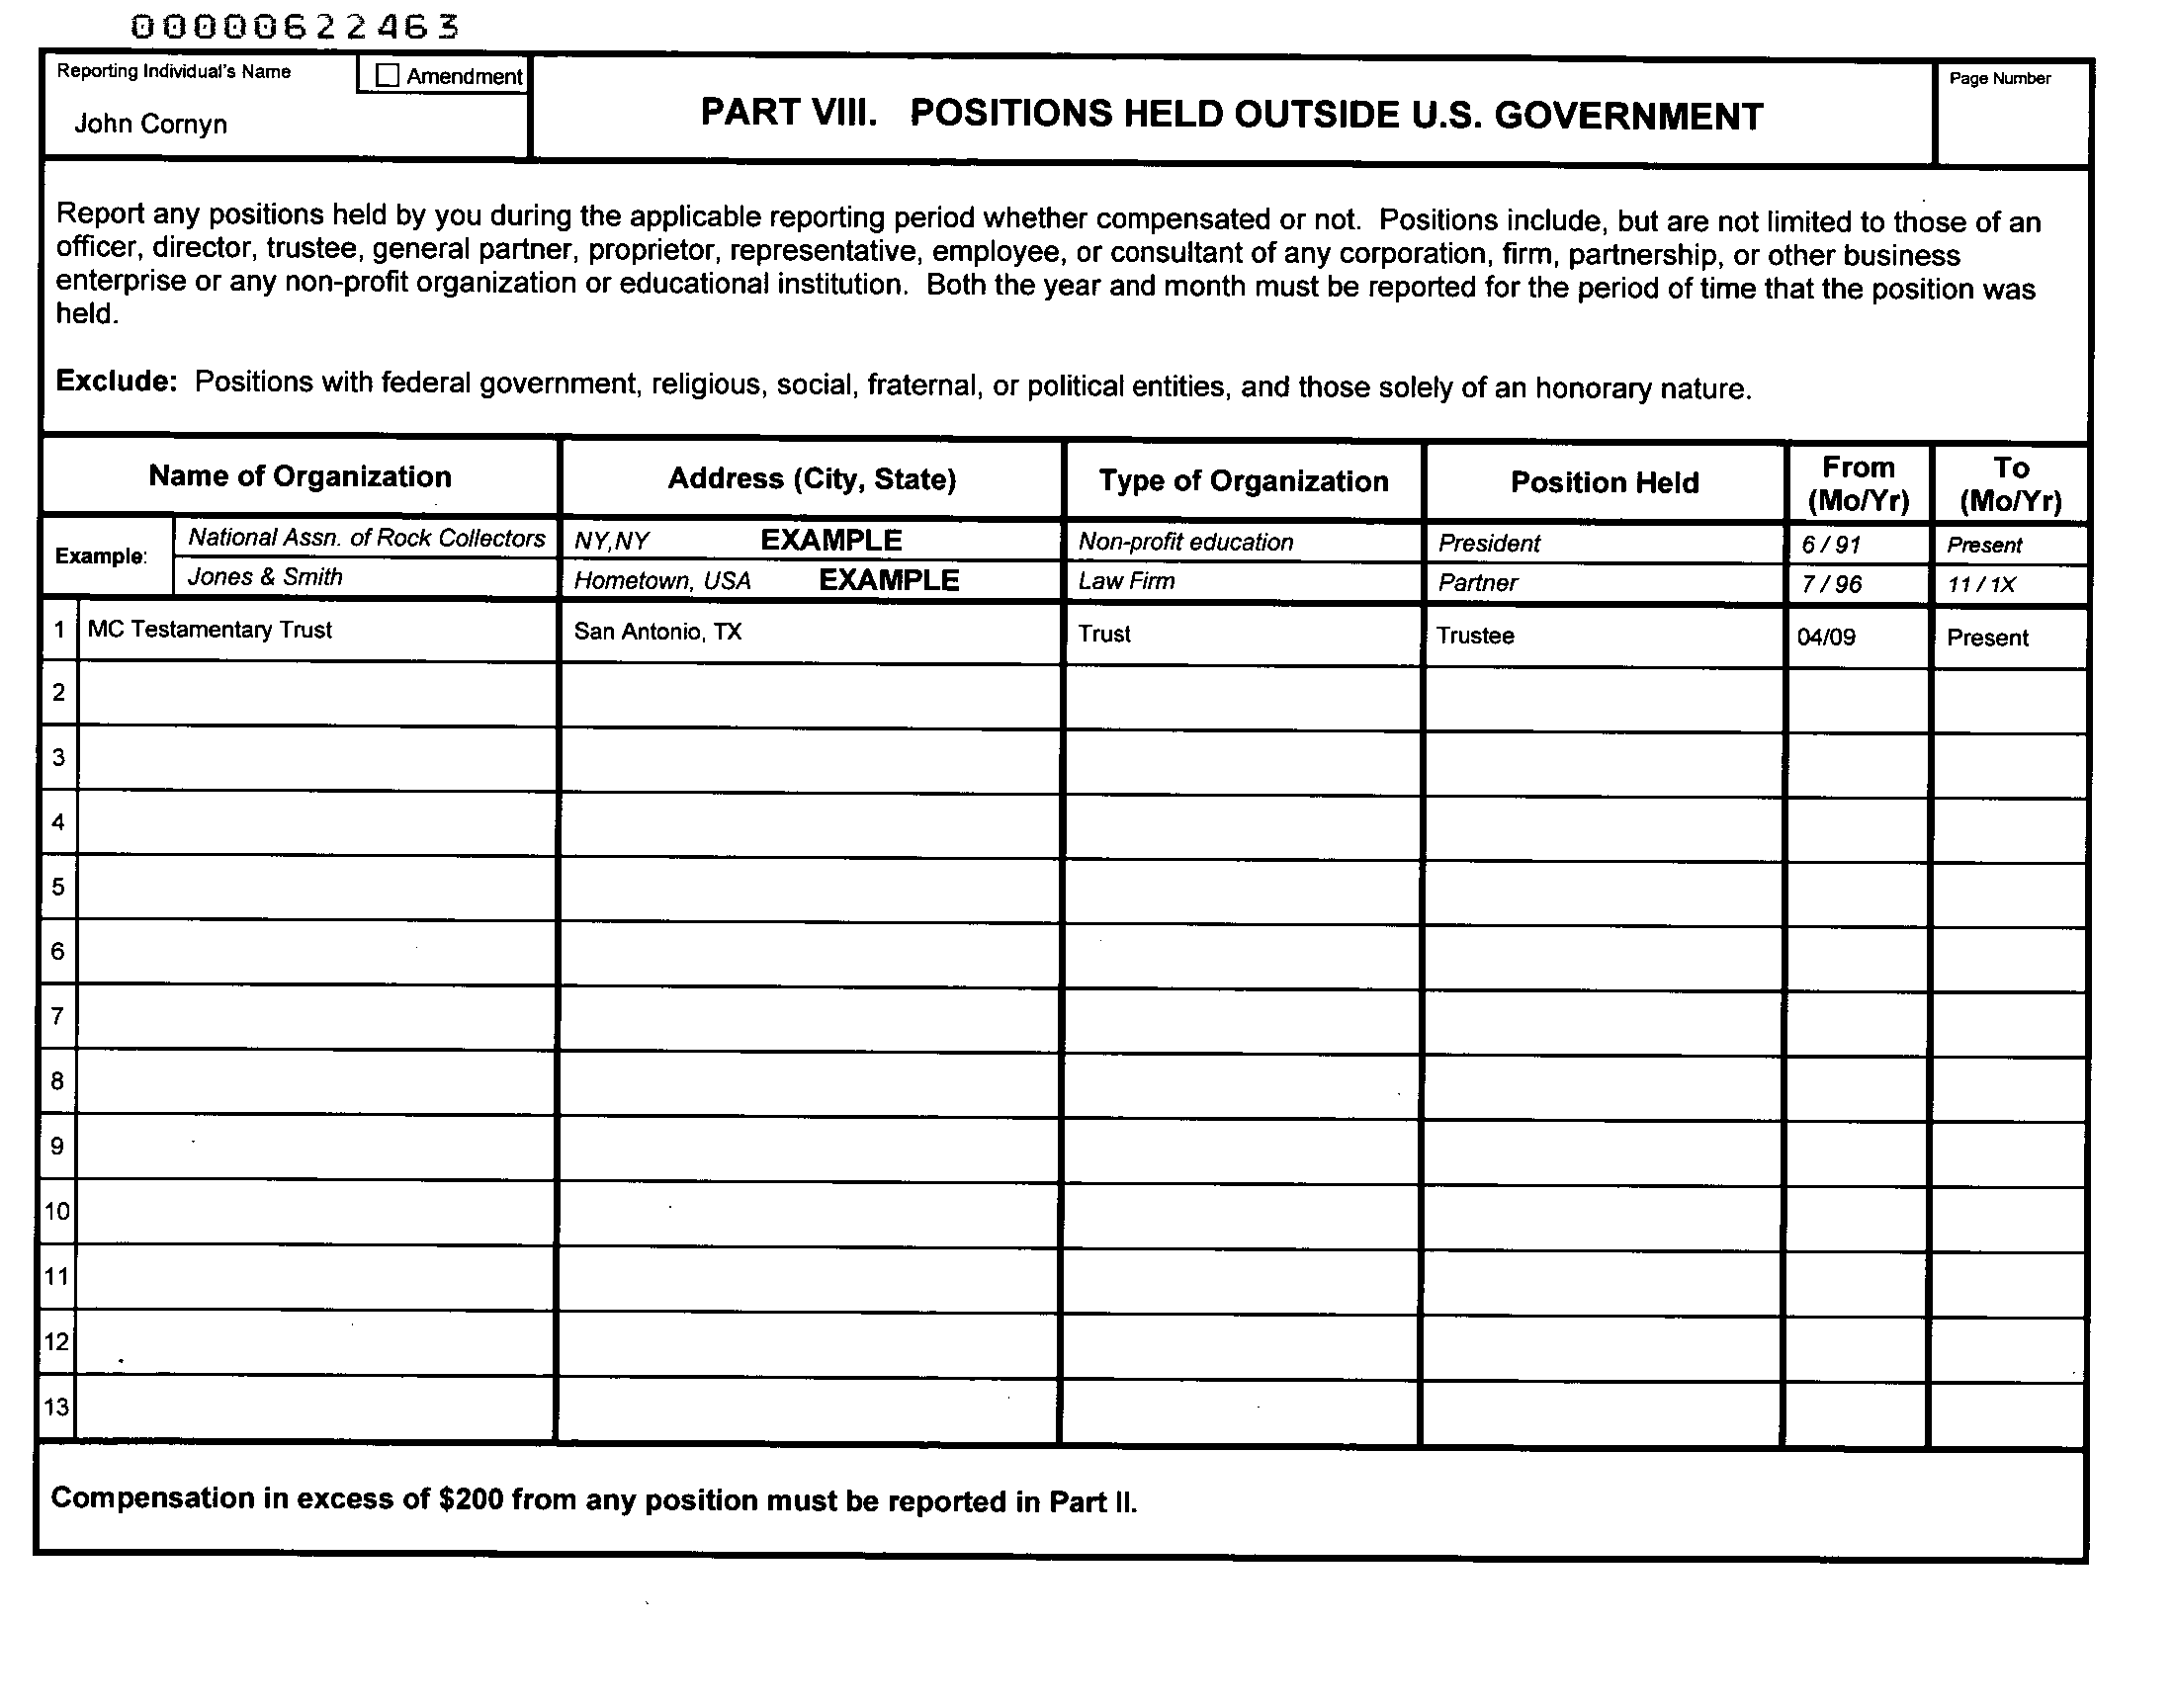 00000622463
Reporting Individual's Name
☐ Amendment
John Cornyn
PART VIII. POSITIONS HELD OUTSIDE U.S. GOVERNMENT
Page Number
Report any positions held by you during the applicable reporting period whether compensated or not. Positions include, but are not limited to those of an
officer, director, trustee, general partner, proprietor, representative, employee, or consultant of any corporation, firm, partnership, or other business
enterprise or any non-profit organization or educational institution. Both the year and month must be reported for the period of time that the position was
held.
Exclude: Positions with federal government, religious, social, fraternal, or political entities, and those solely of an honorary nature.
Name of Organization Address (City, State) Type of Organization Position Held From (Mo/Yr) To (Mo/Yr)
Example: National Assn. of Rock Collectors NY,NY EXAMPLE Non-profit education President 6 / 91 Present
Jones & Smith Hometown, USA EXAMPLE Law Firm Partner 7 / 96 11 / 1X
1 MC Testamentary Trust San Antonio, TX Trust Trustee 04/09 Present
2
3
4
5
6
7
8
9
10
11
12
13
Compensation in excess of $200 from any position must be reported in Part II.